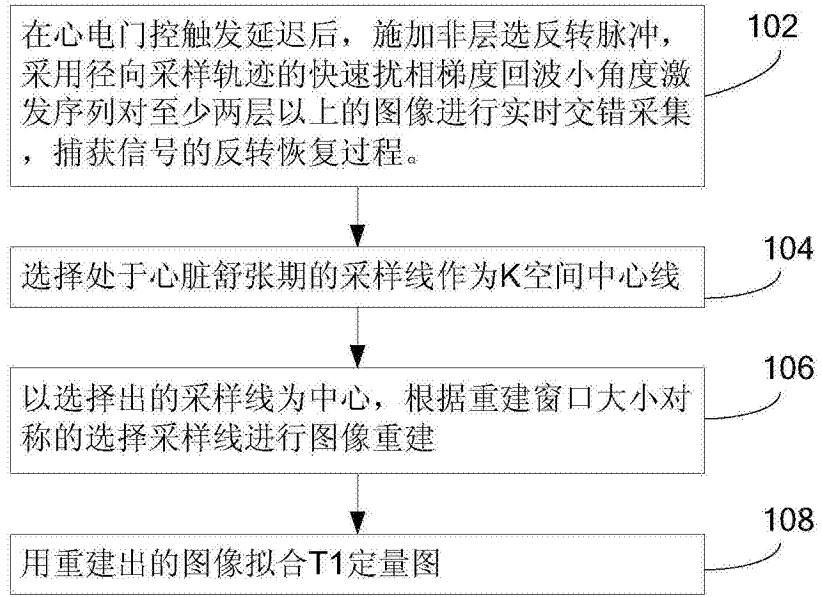 在心电门控触发延迟后，施加非层选反转脉冲，
采用径向采样轨迹的快速扰相梯度回波小角度激
发序列对至少两层以上的图像进行实时交错采集
，捕获信号的反转恢复过程。
102
选择处于心脏舒张期的采样线作为K空间中心线
104
以选择出的采样线为中心，根据重建窗口大小对
称的选择采样线进行图像重建
106
用重建出的图像拟合T1定量图
108